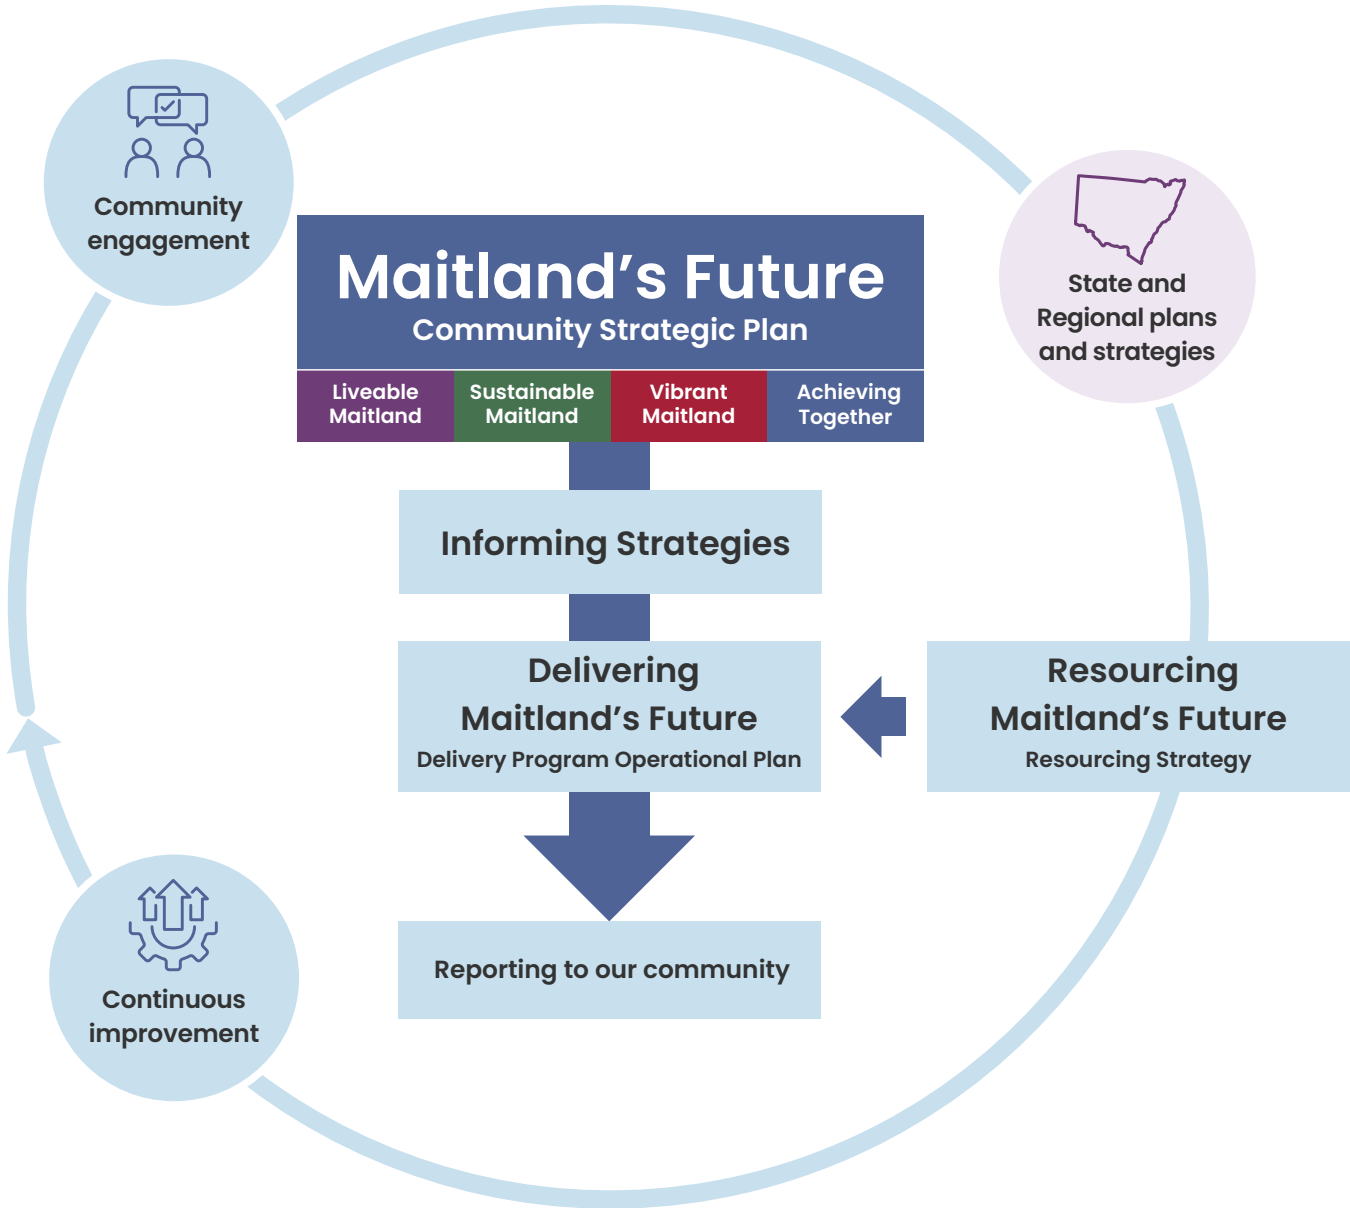 Community
engagement
Maitland’s Future
Community Strategic Plan
State and
Regional plans
and strategies
Liveable
Maitland
Sustainable
Maitland
Vibrant
Maitland
Achieving
Together
Informing Strategies
Delivering
Maitland’s Future
Delivery Program Operational Plan
Resourcing
Maitland’s Future
Resourcing Strategy
Reporting to our community
Continuous
improvement